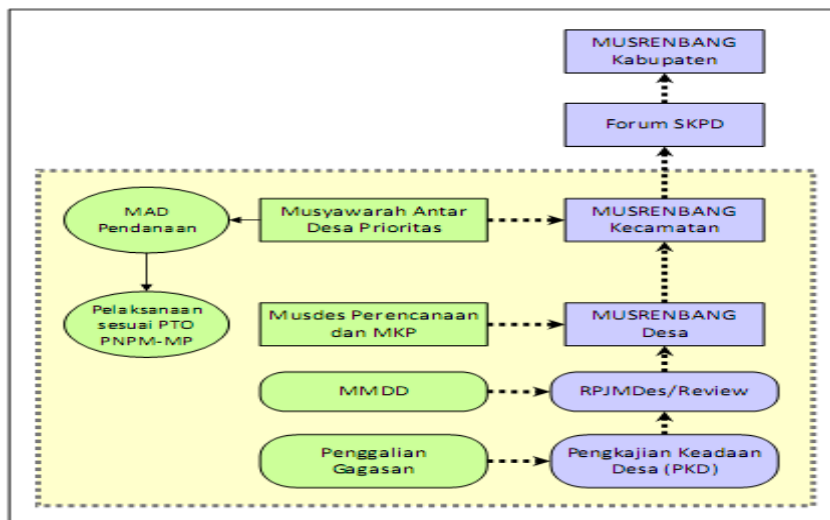 MUSRENBANG
Kabupaten
Forum SKPD
MAD
Pendanaan
Musyawarah Antar
Desa Prioritas
MUSRENBANG
Kecamatan
Pelaksanaan
sesuai PTO
PNPM-MP
Musdes Perencanaan
dan MKP
MUSRENBANG
Desa
MMDD
RPJMDes/Review
Penggalian
Gagasan
Pengkajian Keadaan
Desa (PKD)